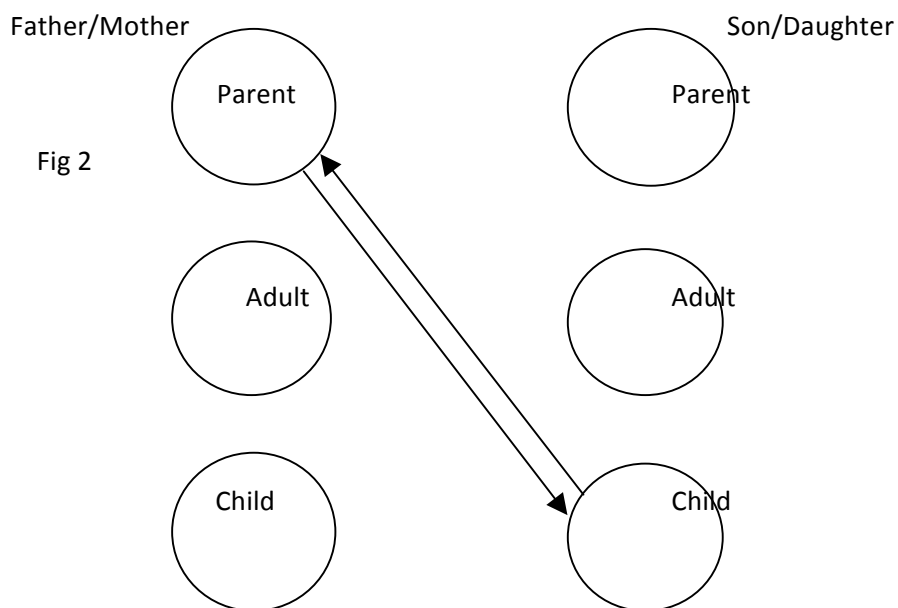 Father/Mother Son/Daughter
Parent Parent
Fig 2
Adult Adult
Child Child